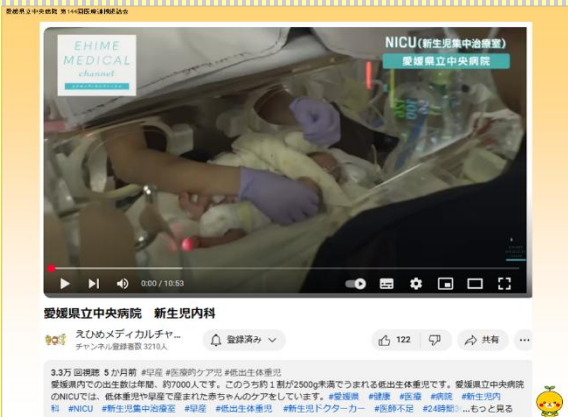 愛媛県立中央病院 第144回医療連携懇話会
EHIME
MEDICAL
channel
NICU(新生児集中治療室)
愛媛県立中央病院
0:00 / 10:53
愛媛県立中央病院 新生児内科
えひめメディカルチャ...
チャンネル登録者数 3210人
登録済み
122
共有
3.3万 回視聴 5 か月前 #早産 #医療的ケア児 #低出生体重児
愛媛県内での出生数は年間、約7000人です。このうち約１割が2500g未満でうまれる低出生体重児です。愛媛県立中央病院
のNICUでは、低体重児や早産で産まれた赤ちゃんのケアをしています。#愛媛県 #健康 #医療 #病院 #新生児内
科 #NICU #新生児集中治療室 #早産 #低出生体重児 #新生児ドクターカー #医師不足 #24時間 ...もっと見る